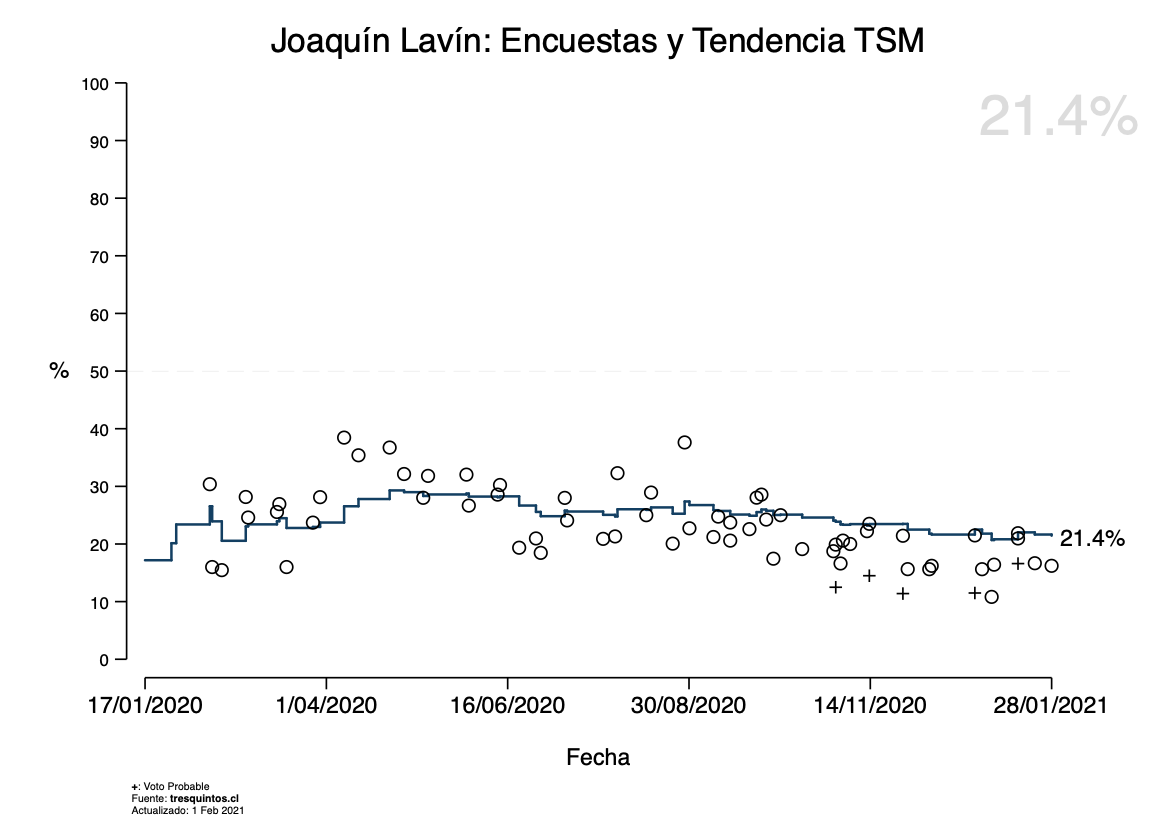 Joaquín Lavín: Encuestas y Tendencia TSM
21.4%
100
90
80
70
60
50
40
30
20
10
0
%
21.4%
17/01/2020 1/04/2020 16/06/2020 30/08/2020 14/11/2020 28/01/2021
Fecha
+: Voto Probable
Fuente: tresquintos.cl
Actualizado: 1 Feb 2021